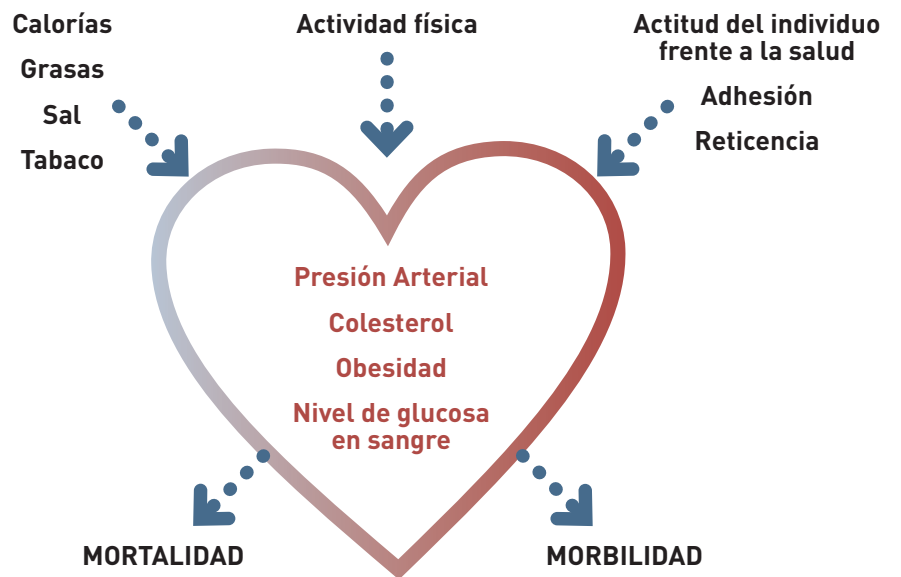 Calorías
Grasas
Sal
Tabaco
Actividad física
Actitud del individuo
frente a la salud
Adhesión
Reticencia
Presión Arterial
Colesterol
Obesidad
Nivel de glucosa
en sangre
MORTALIDAD
MORBILIDAD